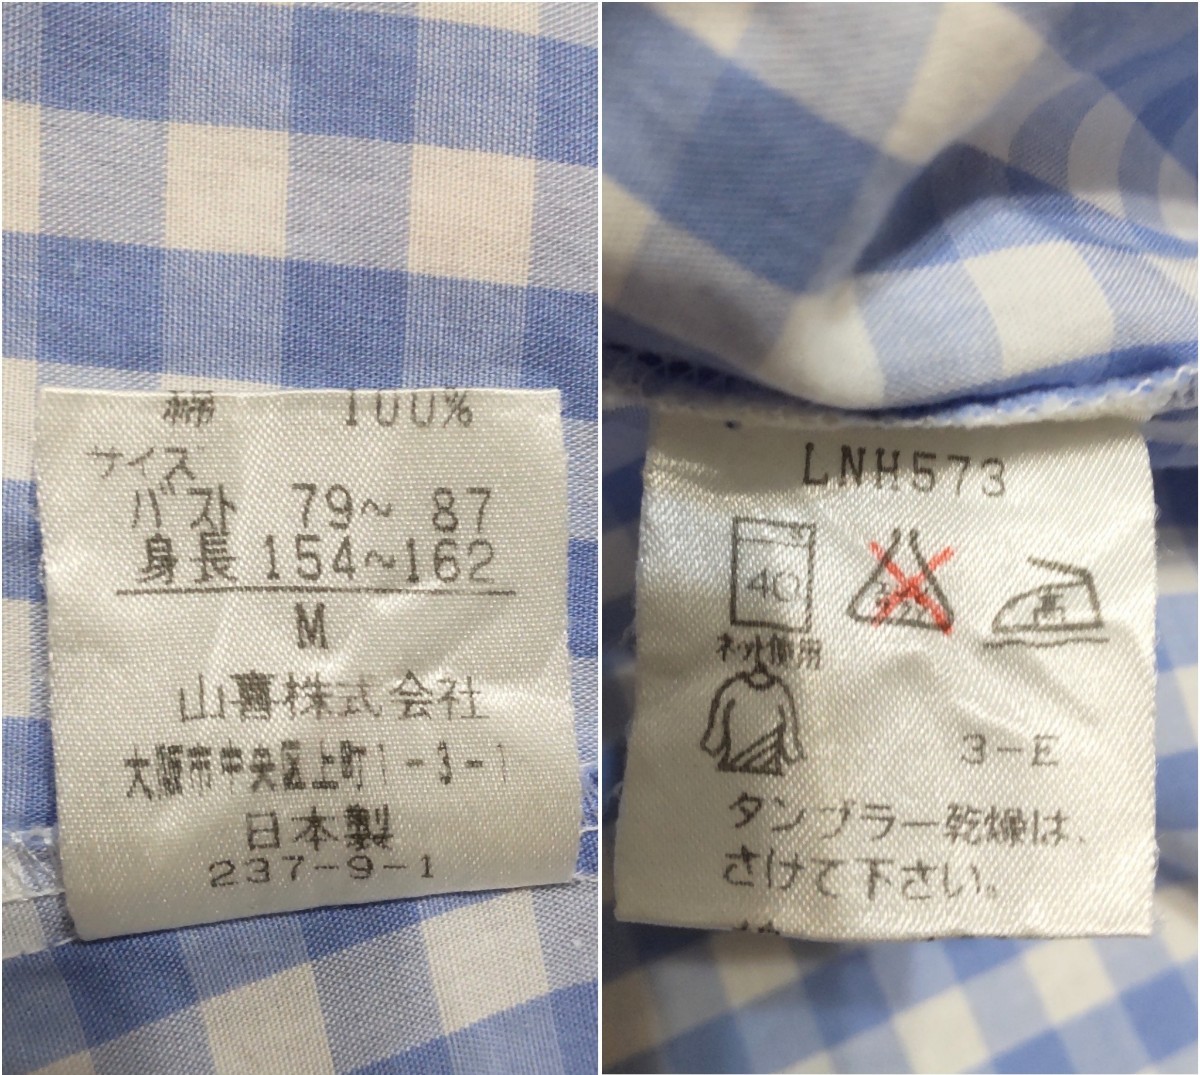 綿 100%
サイズ
バスト 79~ 87
身長 154~162
M
山喜株式会社
大阪市中央区上町1-3-1
日本製
237-9-1
LNH573
40
高
ネット使用
3-E
タンブラー乾燥は、
さけて下さい。